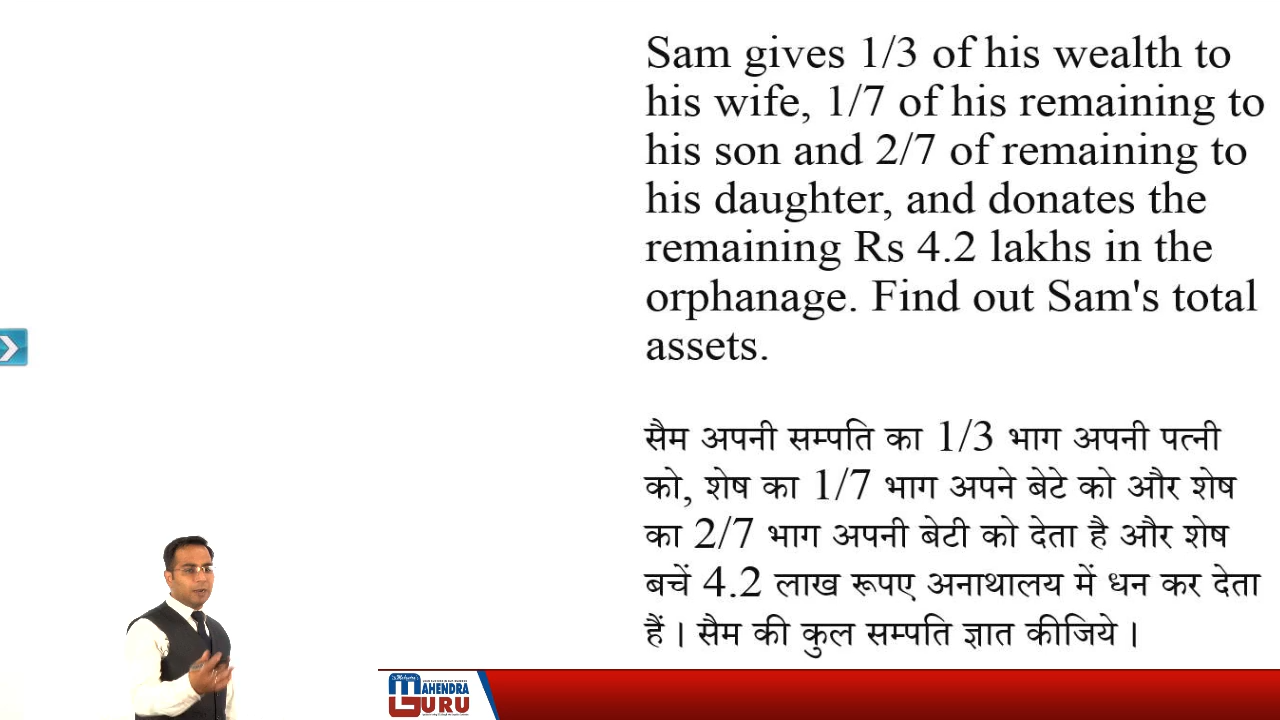 Sam gives 1/3 of his wealth to
his wife, 1/7 of his remaining to
his son and 2/7 of remaining to
his daughter, and donates the
remaining Rs 4.2 lakhs in the
orphanage. Find out Sam's total
assets.
सैम अपनी सम्पति का 1/3 भाग अपनी पत्नी
को, शेष का 1/7 भाग अपने बेटे को और शेष
का 2/7 भाग अपनी बेटी को देता है और शेष
बचें 4.2 लाख रूपए अनाथालय में धन कर देता
हैं । सैम की कुल सम्पति ज्ञात कीजिये ।
MAHENDRA
GURU